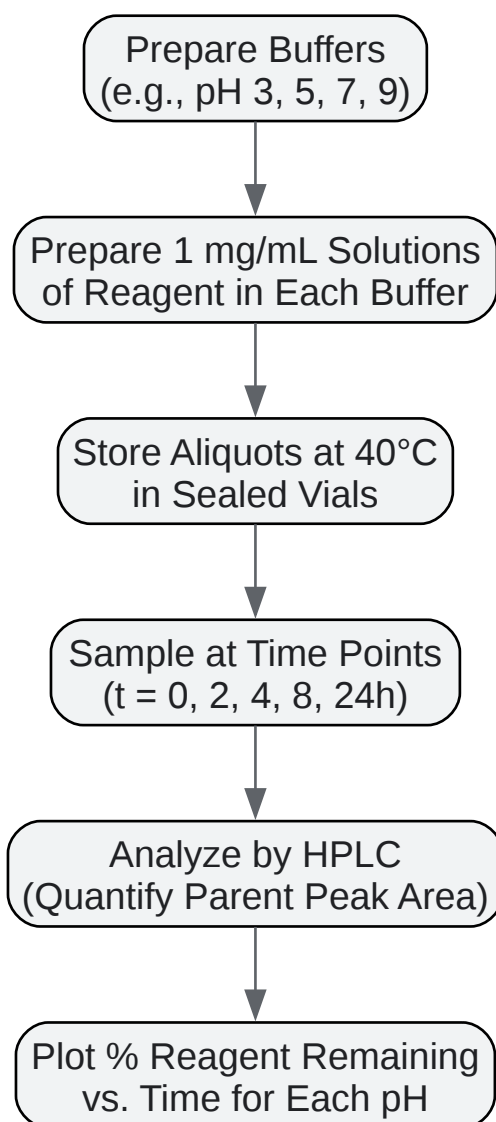 Prepare Buffers
(e.g., pH 3, 5, 7, 9)
Prepare 1 mg/mL Solutions
of Reagent in Each Buffer
Store Aliquots at 40°C
in Sealed Vials
Sample at Time Points
(t = 0, 2, 4, 8, 24h)
Analyze by HPLC
(Quantify Parent Peak Area)
Plot % Reagent Remaining
vs. Time for Each pH